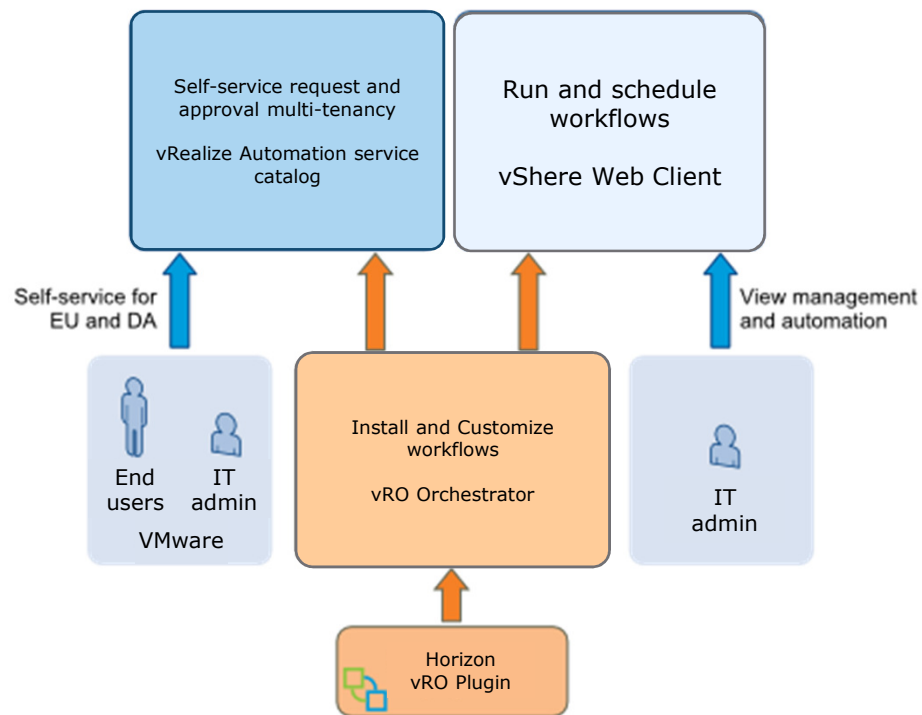 Self-service request and
approval multi-tenancy
vRealize Automation service
catalog
Run and schedule
workflows
vShere Web Client
Self-service for
EU and DA
View management
and automation
End
users
IT
admin
VMware
Install and Customize
workflows
vRO Orchestrator
IT
admin
Horizon
vRO Plugin